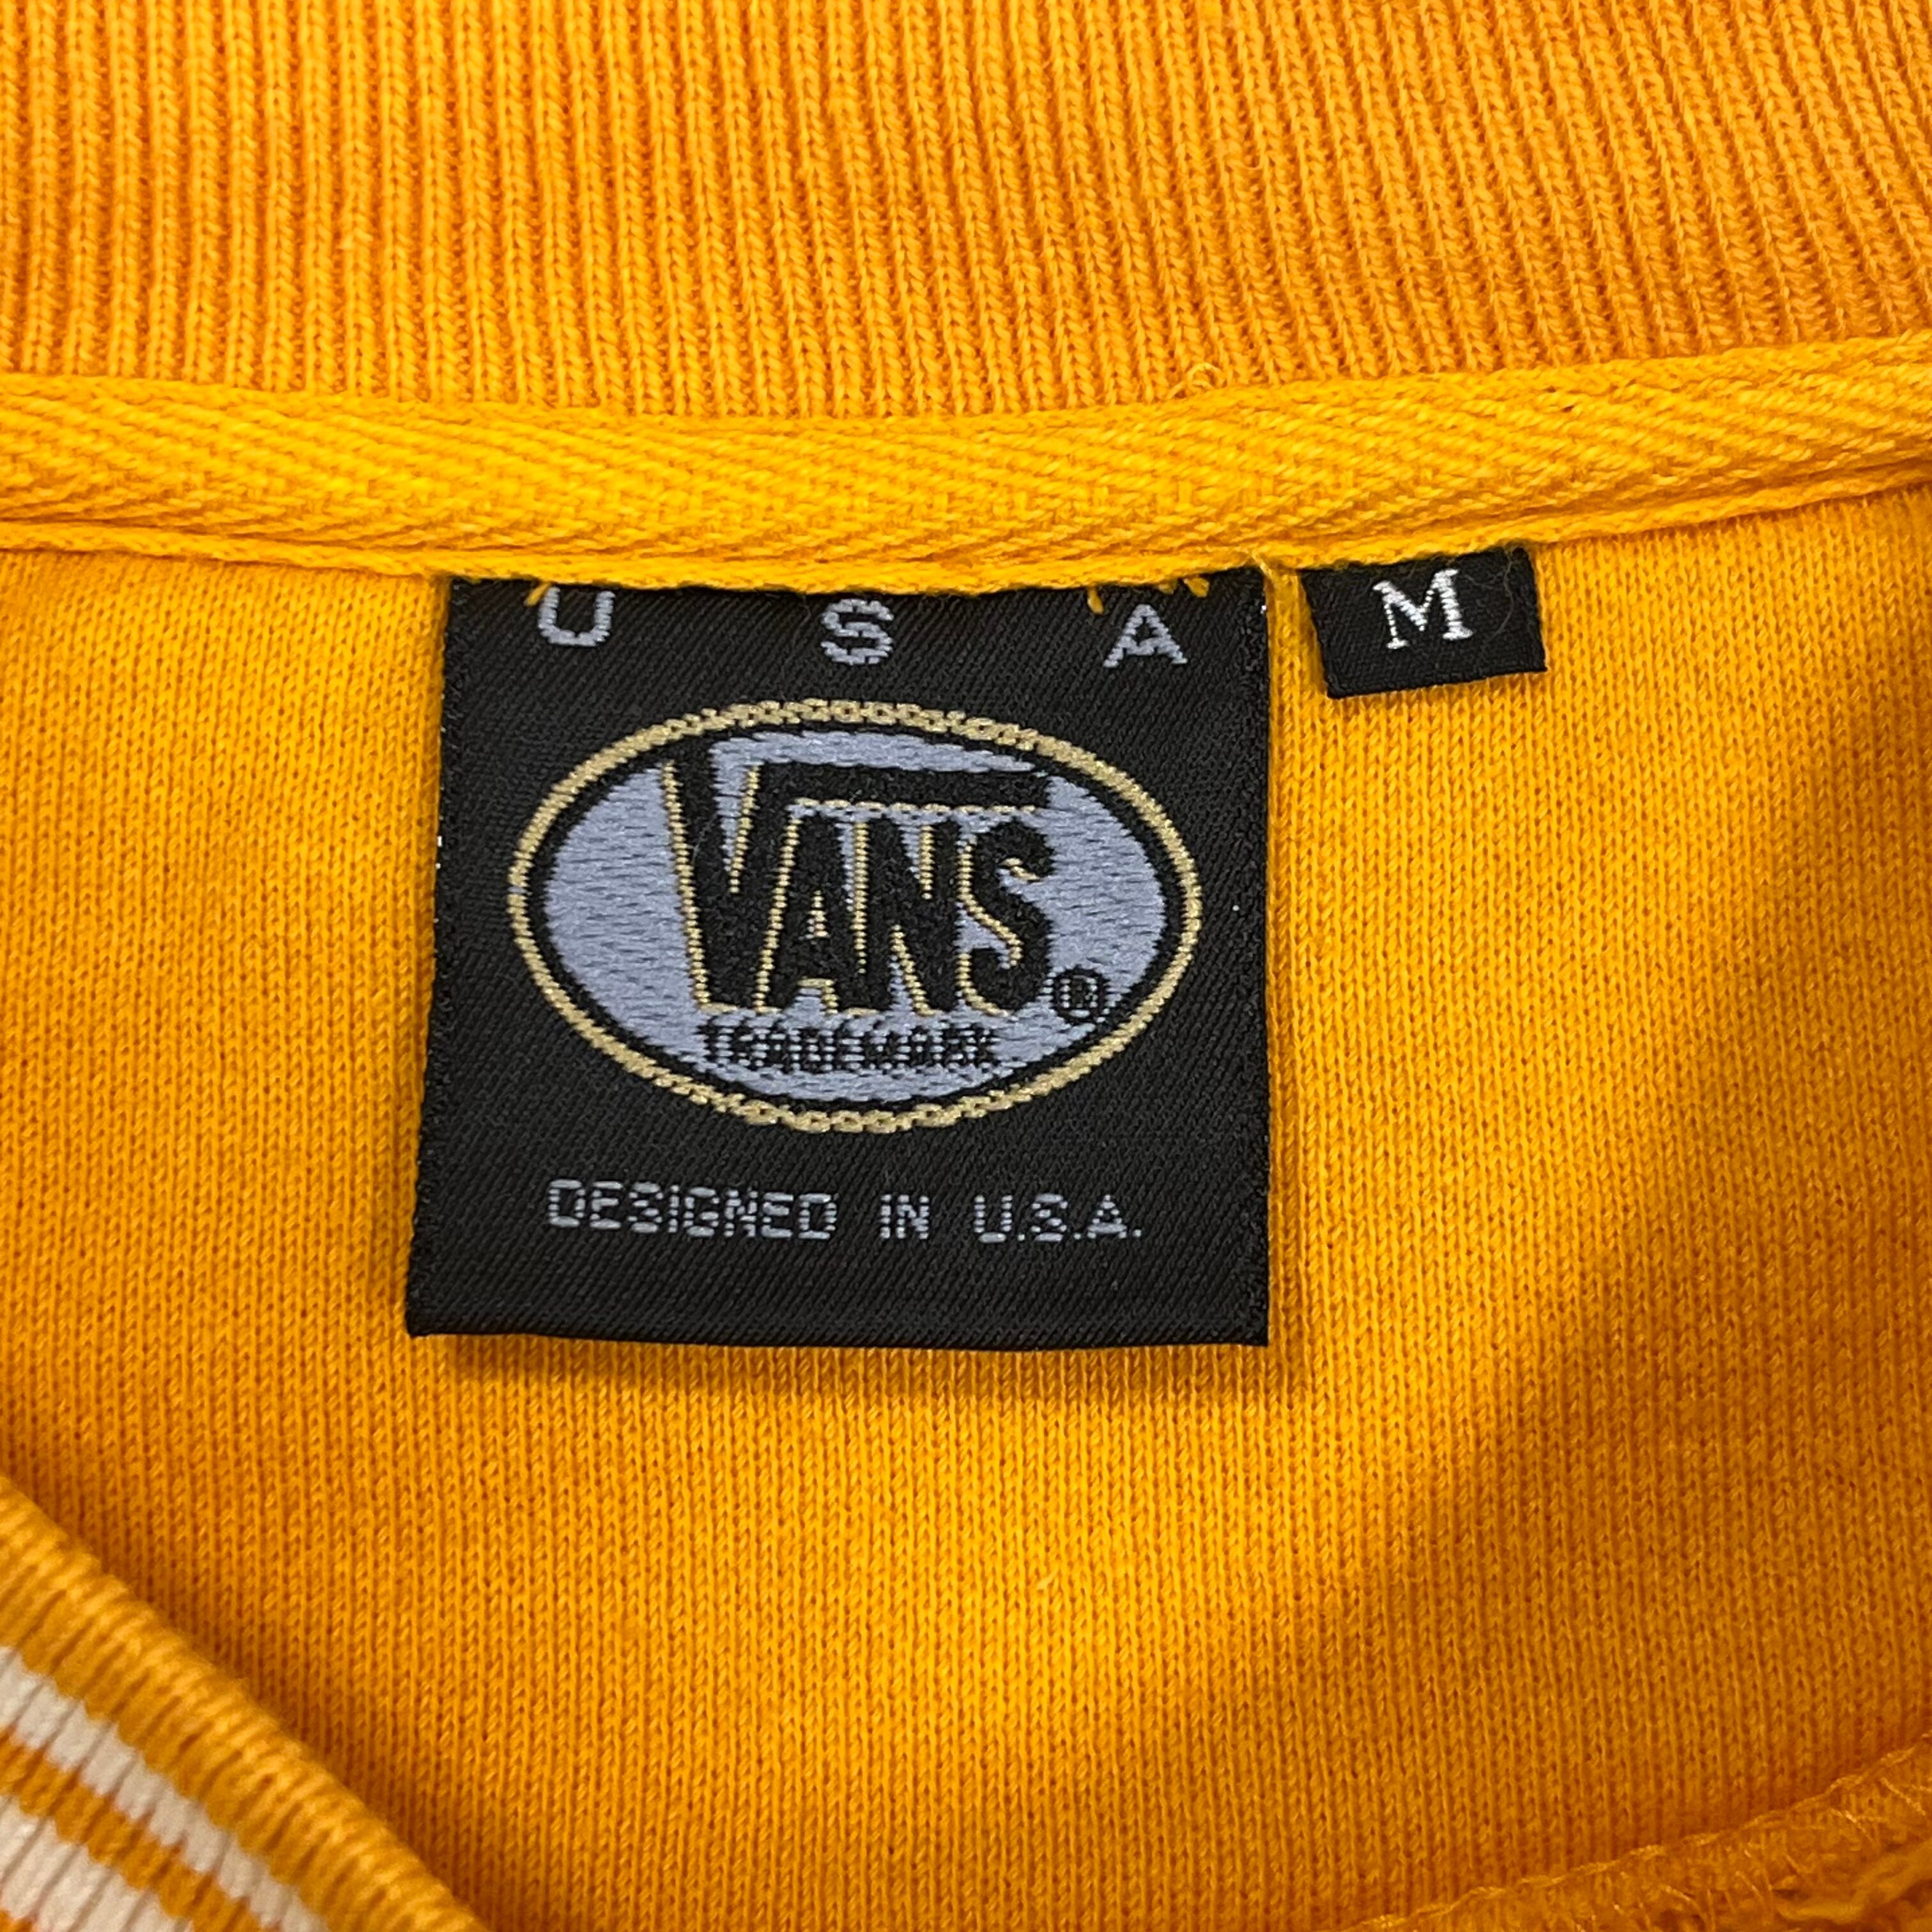 U S A
M
VANS®
TRADEMARK
DESIGNED IN U.S.A.